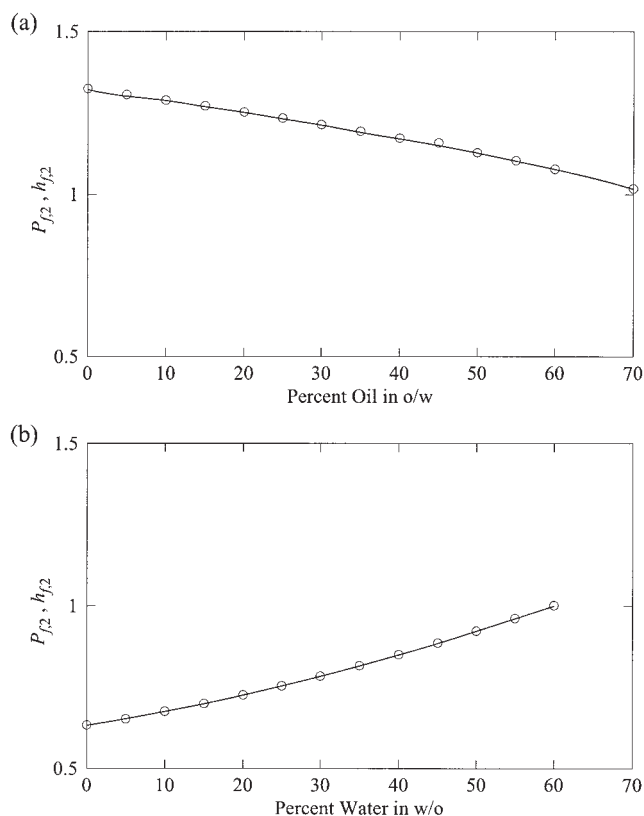 (a)
1.5
1
0.5
P_{f,2} , h_{f,2}
0 10 20 30 40 50 60 70
Percent Oil in o/w
(b)
1.5
1
0.5
P_{f,2} , h_{f,2}
0 10 20 30 40 50 60 70
Percent Water in w/o